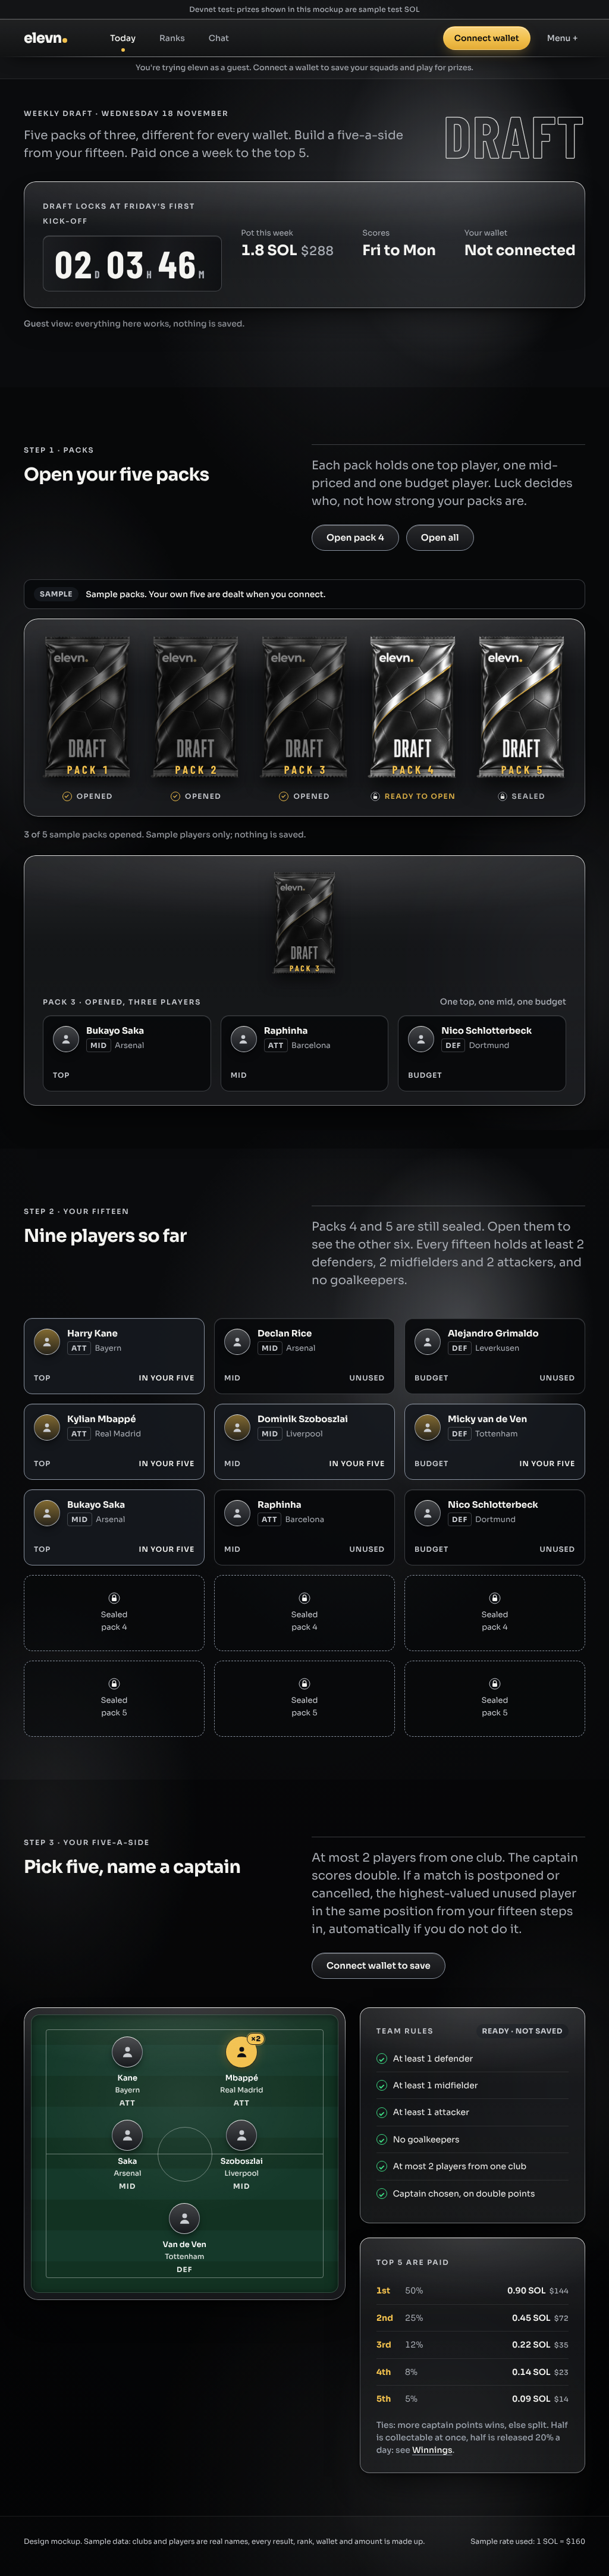 Devnet test: prizes shown in this mockup are sample test SOL
elevn.
Today
Ranks
Chat
Connect wallet
Menu +
You're trying elevn as a guest. Connect a wallet to save your squads and play for prizes.
WEEKLY DRAFT · WEDNESDAY 18 NOVEMBER
Five packs of three, different for every wallet. Build a five-a-side
from your fifteen. Paid once a week to the top 5.
DRAFT
DRAFT LOCKS AT FRIDAY'S FIRST
KICK-OFF
02 D 03 H 46 M
Pot this week
1.8 SOL $288
Scores
Fri to Mon
Your wallet
Not connected
Guest view: everything here works, nothing is saved.
STEP 1 · PACKS
Open your five packs
Each pack holds one top player, one mid-
priced and one budget player. Luck decides
who, not how strong your packs are.
Open pack 4
Open all
SAMPLE
Sample packs. Your own five are dealt when you connect.
elevn.
DRAFT
PACK 1
OPENED
elevn.
DRAFT
PACK 2
OPENED
elevn.
DRAFT
PACK 3
OPENED
elevn.
DRAFT
PACK 4
READY TO OPEN
elevn.
DRAFT
PACK 5
SEALED
3 of 5 sample packs opened. Sample players only; nothing is saved.
elevn.
DRAFT
PACK 3
PACK 3 · OPENED, THREE PLAYERS
One top, one mid, one budget
Bukayo Saka
MID Arsenal
TOP
Raphinha
ATT Barcelona
MID
Nico Schlotterbeck
DEF Dortmund
BUDGET
STEP 2 · YOUR FIFTEEN
Nine players so far
Packs 4 and 5 are still sealed. Open them to
see the other six. Every fifteen holds at least 2
defenders, 2 midfielders and 2 attackers, and
no goalkeepers.
Harry Kane
ATT Bayern
TOP IN YOUR FIVE
Declan Rice
MID Arsenal
MID UNUSED
Alejandro Grimaldo
DEF Leverkusen
BUDGET UNUSED
Kylian Mbappé
ATT Real Madrid
TOP IN YOUR FIVE
Dominik Szoboszlai
MID Liverpool
MID IN YOUR FIVE
Micky van de Ven
DEF Tottenham
BUDGET IN YOUR FIVE
Bukayo Saka
MID Arsenal
TOP IN YOUR FIVE
Raphinha
ATT Barcelona
MID UNUSED
Nico Schlotterbeck
DEF Dortmund
BUDGET UNUSED
Sealed
pack 4
Sealed
pack 4
Sealed
pack 4
Sealed
pack 5
Sealed
pack 5
Sealed
pack 5
STEP 3 · YOUR FIVE-A-SIDE
Pick five, name a captain
At most 2 players from one club. The captain
scores double. If a match is postponed or
cancelled, the highest-valued unused player
in the same position from your fifteen steps
in, automatically if you do not do it.
Connect wallet to save
Kane
Bayern
ATT
×2
Mbappé
Real Madrid
ATT
Saka
Arsenal
MID
Szoboszlai
Liverpool
MID
Van de Ven
Tottenham
DEF
TEAM RULES
READY · NOT SAVED
At least 1 defender
At least 1 midfielder
At least 1 attacker
No goalkeepers
At most 2 players from one club
Captain chosen, on double points
TOP 5 ARE PAID
1st 50% 0.90 SOL $144
2nd 25% 0.45 SOL $72
3rd 12% 0.22 SOL $35
4th 8% 0.14 SOL $23
5th 5% 0.09 SOL $14
Ties: more captain points wins, else split. Half
is collectable at once, half is released 20% a
day: see Winnings.
Design mockup. Sample data: clubs and players are real names, every result, rank, wallet and amount is made up.
Sample rate used: 1 SOL = $160